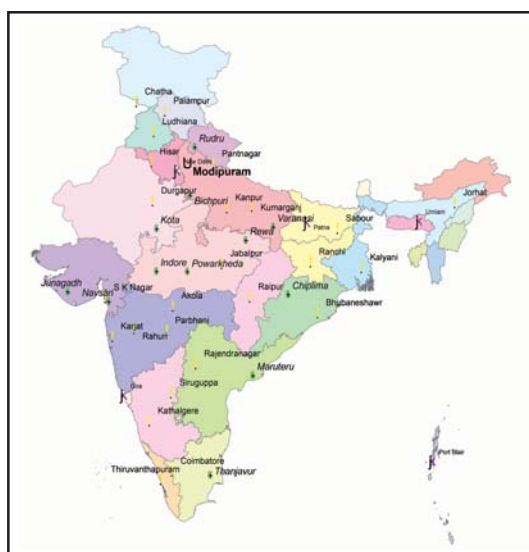 Chatha
Palampur
Ludhiana
Rudru
Hisar
New Delhi
Pantnagar
Modipuram
Durgapur
Bichpuri
Kanpur
Kumarganj
Jorhat
Umiam
Kota
Varanasi
Patna
Sabour
Rewa
Jabalpur
Ranchi
Kalyani
Indore
Powarkheda
Junagadh
Navsari
S K Nagar
Raipur
Chiplima
Akola
Bhubaneshawr
Parbhani
Karjat
Rahuri
Rajendranagar
Maruteru
Goa
Siruguppa
Kathalgere
Coimbatore
Thiruvanthapuram
Thanjavur
Port Blair